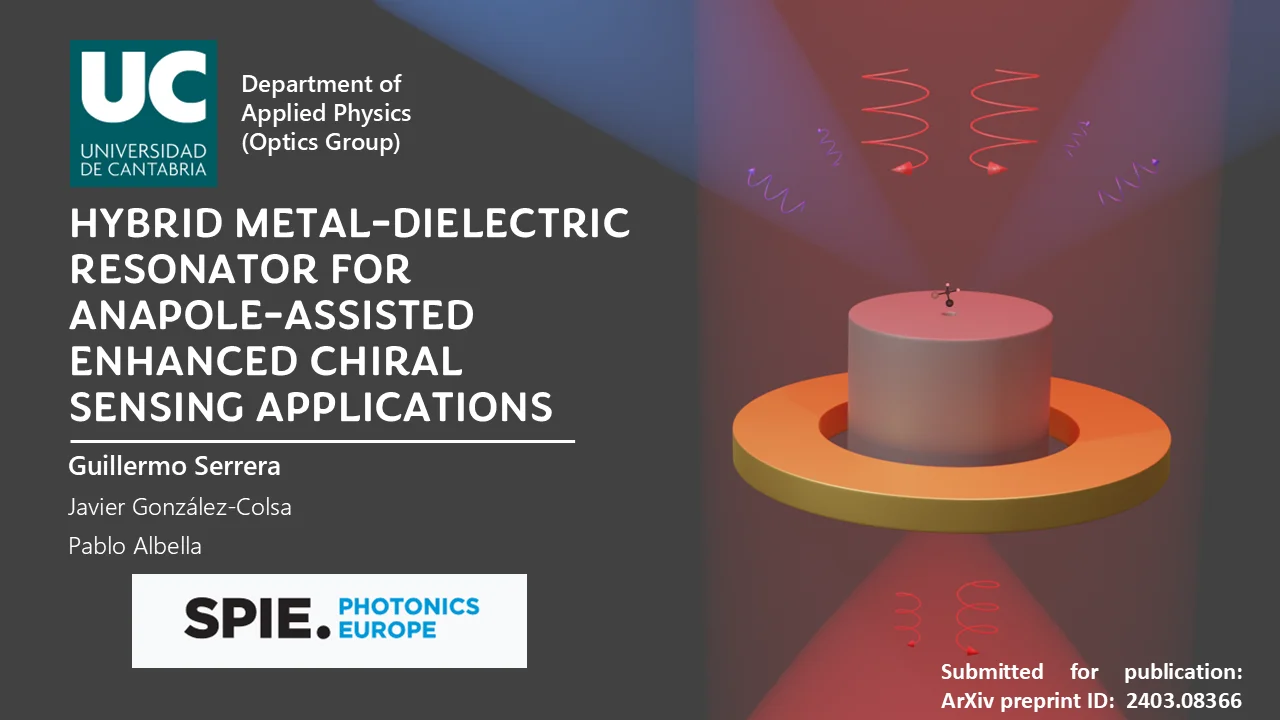 UC
UNIVERSIDAD
DE CANTABRIA
Department of
Applied Physics
(Optics Group)
HYBRID METAL-DIELECTRIC
RESONATOR FOR
ANAPOLE-ASSISTED
ENHANCED CHIRAL
SENSING APPLICATIONS
Guillermo Serrera
Javier González-Colsa
Pablo Albella
SPIE. PHOTONICS
EUROPE
Submitted for publication:
ArXiv preprint ID: 2403.08366